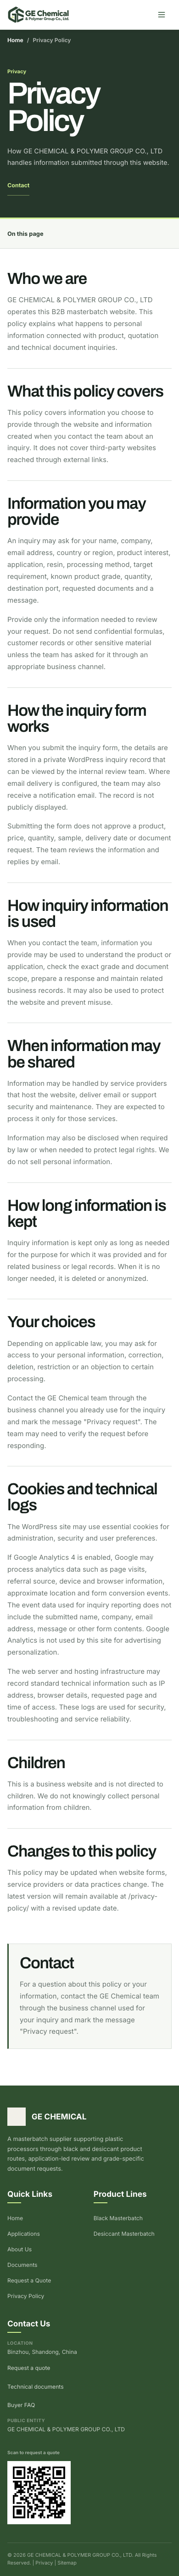 GE Chemical
& Polymer Group Co., Ltd.
Home / Privacy Policy
Privacy
Privacy
Policy
How GE CHEMICAL & POLYMER GROUP CO., LTD
handles information submitted through this website.
Contact
On this page
Who we are
GE CHEMICAL & POLYMER GROUP CO., LTD
operates this B2B masterbatch website. This
policy explains what happens to personal
information connected with product, quotation
and technical document inquiries.
What this policy covers
This policy covers information you choose to
provide through the website and information
created when you contact the team about an
inquiry. It does not cover third-party websites
reached through external links.
Information you may
provide
An inquiry may ask for your name, company,
email address, country or region, product interest,
application, resin, processing method, target
requirement, known product grade, quantity,
destination port, requested documents and a
message.
Provide only the information needed to review
your request. Do not send confidential formulas,
customer records or other sensitive material
unless the team has asked for it through an
appropriate business channel.
How the inquiry form
works
When you submit the inquiry form, the details are
stored in a private WordPress inquiry record that
can be viewed by the internal review team. Where
email delivery is configured, the team may also
receive a notification email. The record is not
publicly displayed.
Submitting the form does not approve a product,
price, quantity, sample, delivery date or document
request. The team reviews the information and
replies by email.
How inquiry information
is used
When you contact the team, information you
provide may be used to understand the product or
application, check the exact grade and document
scope, prepare a response and maintain related
business records. It may also be used to protect
the website and prevent misuse.
When information may
be shared
Information may be handled by service providers
that host the website, deliver email or support
security and maintenance. They are expected to
process it only for those services.
Information may also be disclosed when required
by law or when needed to protect legal rights. We
do not sell personal information.
How long information is
kept
Inquiry information is kept only as long as needed
for the purpose for which it was provided and for
related business or legal records. When it is no
longer needed, it is deleted or anonymized.
Your choices
Depending on applicable law, you may ask for
access to your personal information, correction,
deletion, restriction or an objection to certain
processing.
Contact the GE Chemical team through the
business channel you already use for the inquiry
and mark the message "Privacy request". The
team may need to verify the request before
responding.
Cookies and technical
logs
The WordPress site may use essential cookies for
administration, security and user preferences.
If Google Analytics 4 is enabled, Google may
process analytics data such as page visits,
referral source, device and browser information,
approximate location and form conversion events.
The event data used for inquiry reporting does not
include the submitted name, company, email
address, message or other form contents. Google
Analytics is not used by this site for advertising
personalization.
The web server and hosting infrastructure may
record standard technical information such as IP
address, browser details, requested page and
time of access. These logs are used for security,
troubleshooting and service reliability.
Children
This is a business website and is not directed to
children. We do not knowingly collect personal
information from children.
Changes to this policy
This policy may be updated when website forms,
service providers or data practices change. The
latest version will remain available at /privacy-
policy/ with a revised update date.
Contact
For a question about this policy or your
information, contact the GE Chemical team
through the business channel used for
your inquiry and mark the message
"Privacy request".
GE CHEMICAL
A masterbatch supplier supporting plastic
processors through black and desiccant product
routes, application-led review and grade-specific
document requests.
Quick Links
Home
Applications
About Us
Documents
Request a Quote
Privacy Policy
Product Lines
Black Masterbatch
Desiccant Masterbatch
Contact Us
LOCATION
Binzhou, Shandong, China
Request a quote
Technical documents
Buyer FAQ
PUBLIC ENTITY
GE CHEMICAL & POLYMER GROUP CO., LTD
Scan to request a quote
© 2026 GE CHEMICAL & POLYMER GROUP CO., LTD. All Rights
Reserved. | Privacy | Sitemap